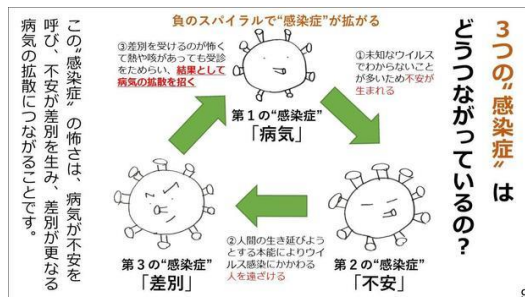 3つの〝感染症〟は
どうつながっているの？
負のスパイラルで“感染症”が拡がる
①未知なウイルス
でわからないこと
が多いため不安が
生まれる
③差別を受けるのが怖く
て熱や咳があっても受診
をためらい、結果として
病気の拡散を招く
第１の“感染症”
「病気」
第２の“感染症”
「不安」
②人間の生き延びよう
とする本能によりウイ
ルス感染にかかわる
人を遠ざける
第３の“感染症”
「差別」
この〝感染症〟の怖さは、病気が不安を
呼び、不安が差別を生み、差別が更なる
病気の拡散につながることです。